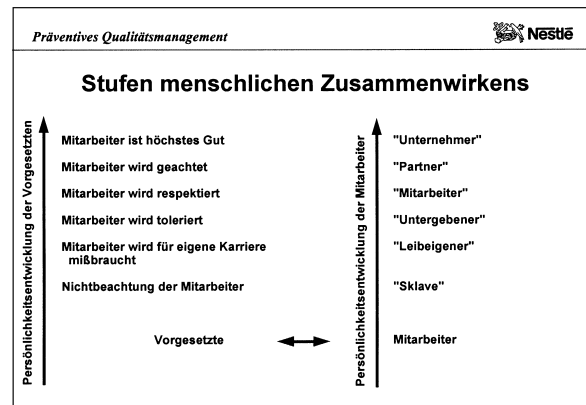 Präventives Qualitätsmanagement
Nestlé
Stufen menschlichen Zusammenwirkens
Persönlichkeitsentwicklung der Vorgesetzten
Mitarbeiter ist höchstes Gut
Mitarbeiter wird geachtet
Mitarbeiter wird respektiert
Mitarbeiter wird toleriert
Mitarbeiter wird für eigene Karriere
mißbraucht
Nichtbeachtung der Mitarbeiter
Vorgesetzte
Persönlichkeitsentwicklung der Mitarbeiter
"Unternehmer"
"Partner"
"Mitarbeiter"
"Untergebener"
"Leibeigener"
"Sklave"
Mitarbeiter